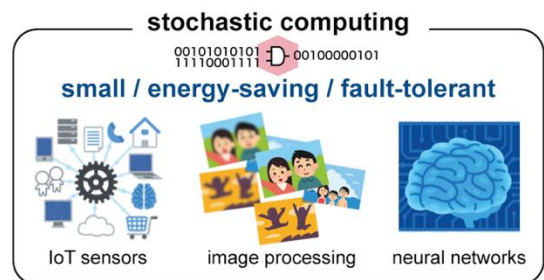 stochastic computing
00101010101
11110001111
00100000101
small / energy-saving / fault-tolerant
IoT sensors
image processing
neural networks